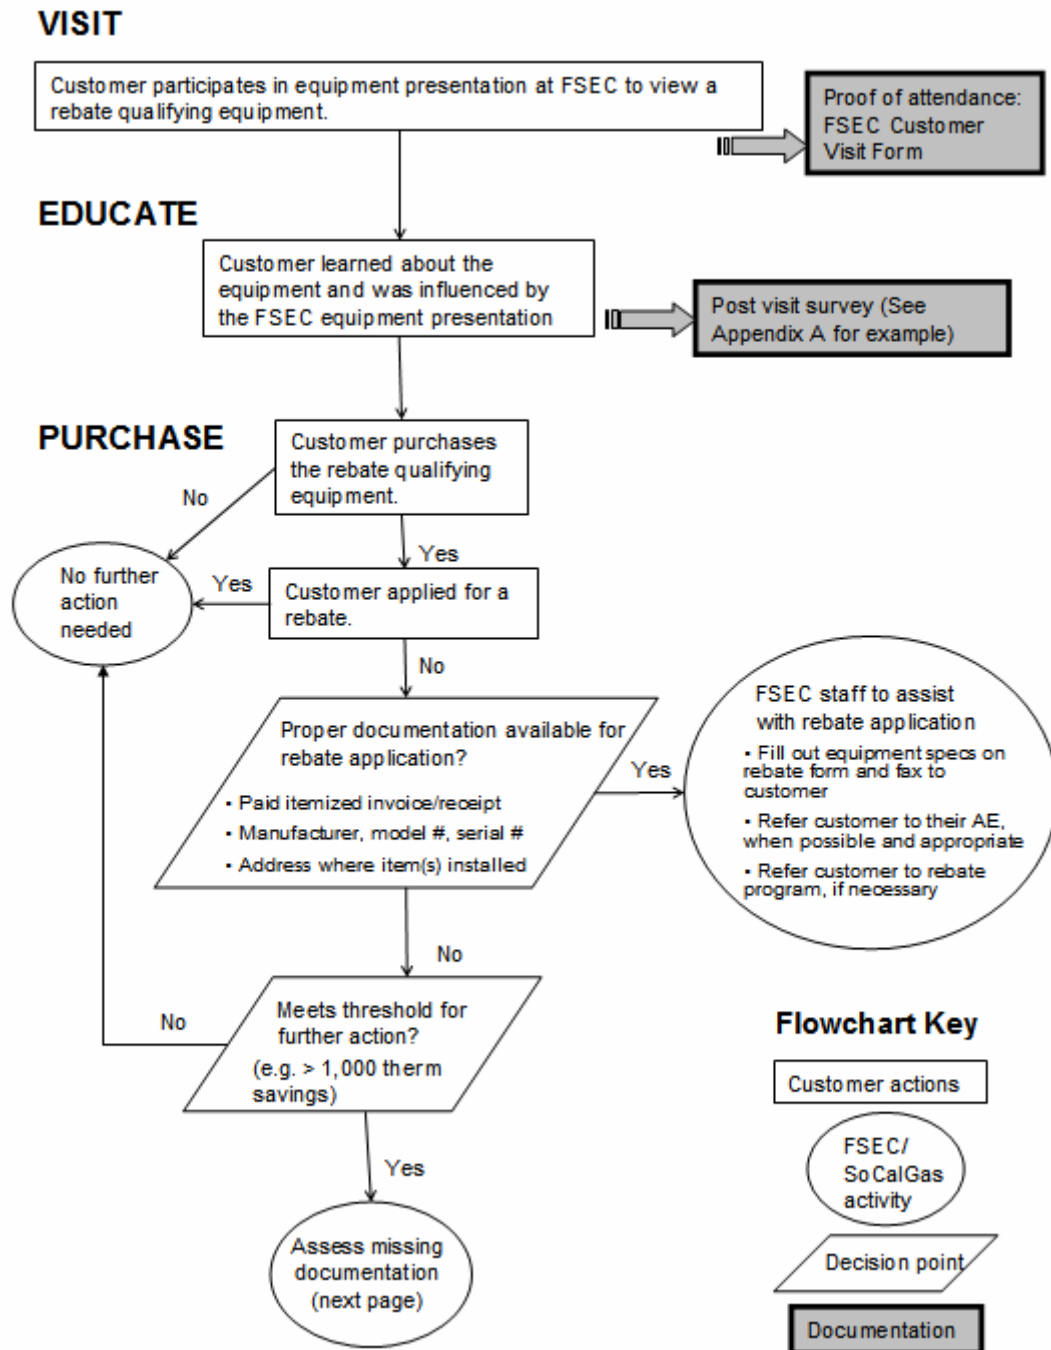 VISIT
Customer participates in equipment presentation at FSEC to view a
rebate qualifying equipment.
Proof of attendance:
FSEC Customer
Visit Form
EDUCATE
Customer learned about the
equipment and was influenced by
the FSEC equipment presentation
Post visit survey (See
Appendix A for example)
PURCHASE
Customer purchases
the rebate qualifying
equipment.
No
Yes
No further
action
needed
Yes
Customer applied for a
rebate.
No
Proper documentation available for
rebate application?
▪ Paid itemized invoice/receipt
▪ Manufacturer, model #, serial #
▪ Address where item(s) installed
Yes
FSEC staff to assist
with rebate application
▪ Fill out equipment specs on
rebate form and fax to
customer
▪ Refer customer to their AE,
when possible and appropriate
▪ Refer customer to rebate
program, if necessary
No
Meets threshold for
further action?
(e.g. > 1,000 therm
savings)
No
Yes
Assess missing
documentation
(next page)
Flowchart Key
Customer actions
FSEC/
SoCalGas
activity
Decision point
Documentation